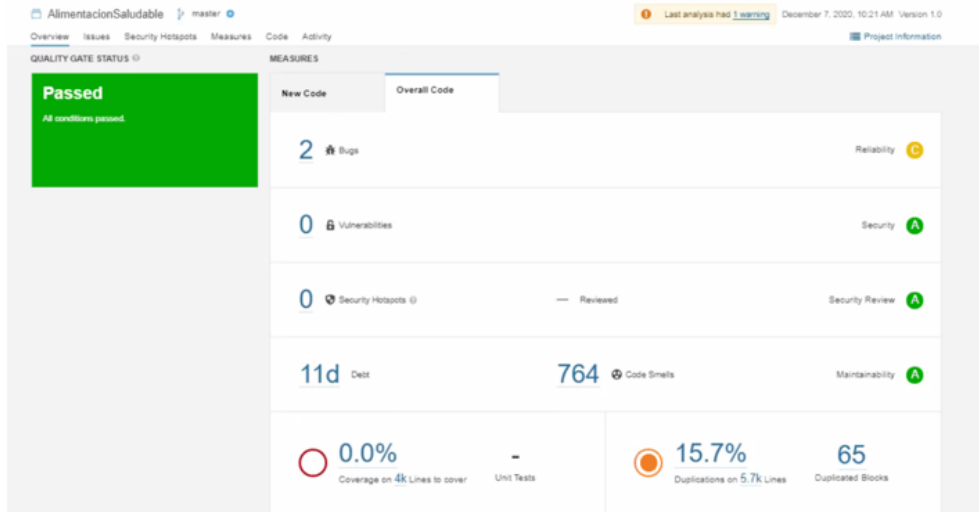 AlimentacionSaludable master
Last analysis had 1 warning December 7, 2020, 10:21 AM Version 1.0
Overview Issues Security Hotspots Measures Code Activity
Project Information
QUALITY GATE STATUS
MEASURES
Passed
All conditions passed.
New Code
Overall Code
2 Bugs
Reliability C
0 Vulnerabilities
Security A
0 Security Hotspots
— Reviewed
Security Review A
11d Debt
764 Code Smells
Maintainability A
0.0%
Coverage on 4k Lines to cover
-
Unit Tests
15.7%
Duplications on 5.7k Lines
65
Duplicated Blocks